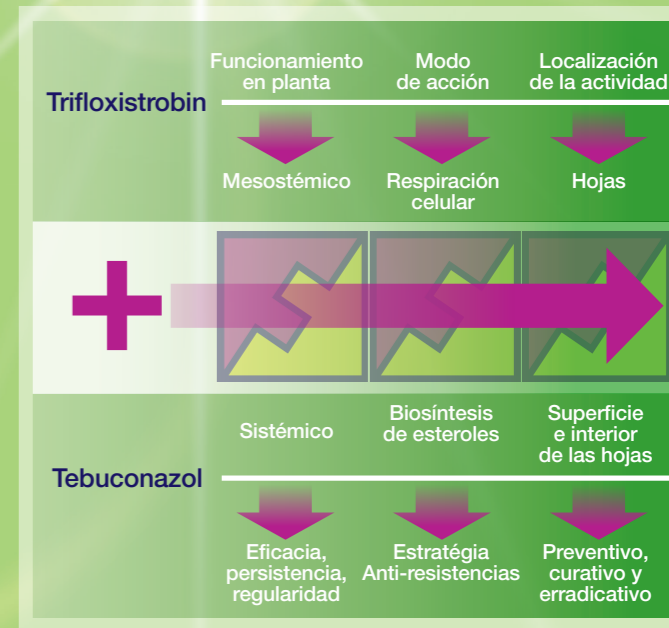 Funcionamiento
en planta
Modo
de acción
Localización
de la actividad
Trifloxistrobin
Mesostémico
Respiración
celular
Hojas
Sistémico
Biosíntesis
de esteroles
Superficie
e interior
de las hojas
Tebuconazol
Eficacia,
persistencia,
regularidad
Estratégia
Anti-resistencias
Preventivo,
curativo y
erradicativo